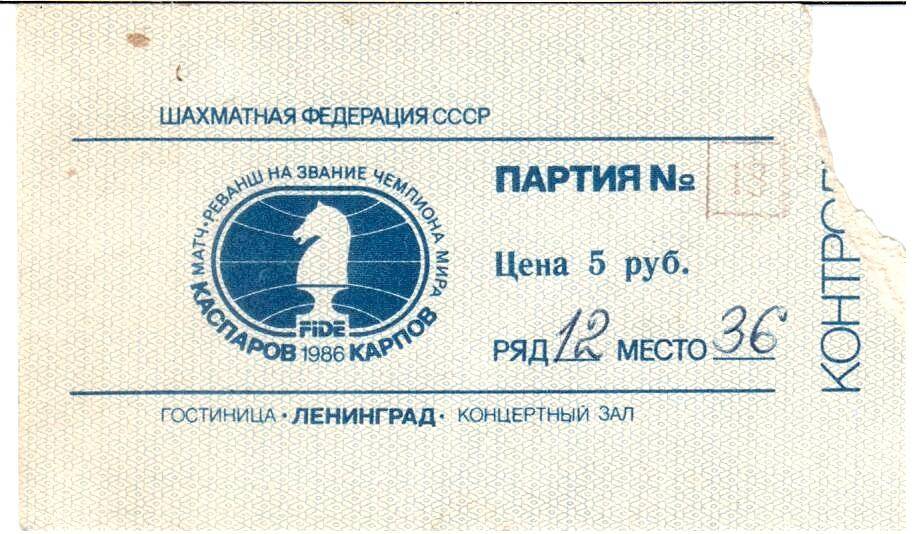 ШАХМАТНАЯ ФЕДЕРАЦИЯ СССР
МАТЧ-РЕВАНШ НА ЗВАНИЕ ЧЕМПИОНА МИРА
FIDE
КАСПАРОВ 1986 КАРПОВ
ПАРТИЯ №
Цена 5 руб.
РЯД 12 МЕСТО 36
ГОСТИНИЦА · ЛЕНИНГРАД · КОНЦЕРТНЫЙ ЗАЛ